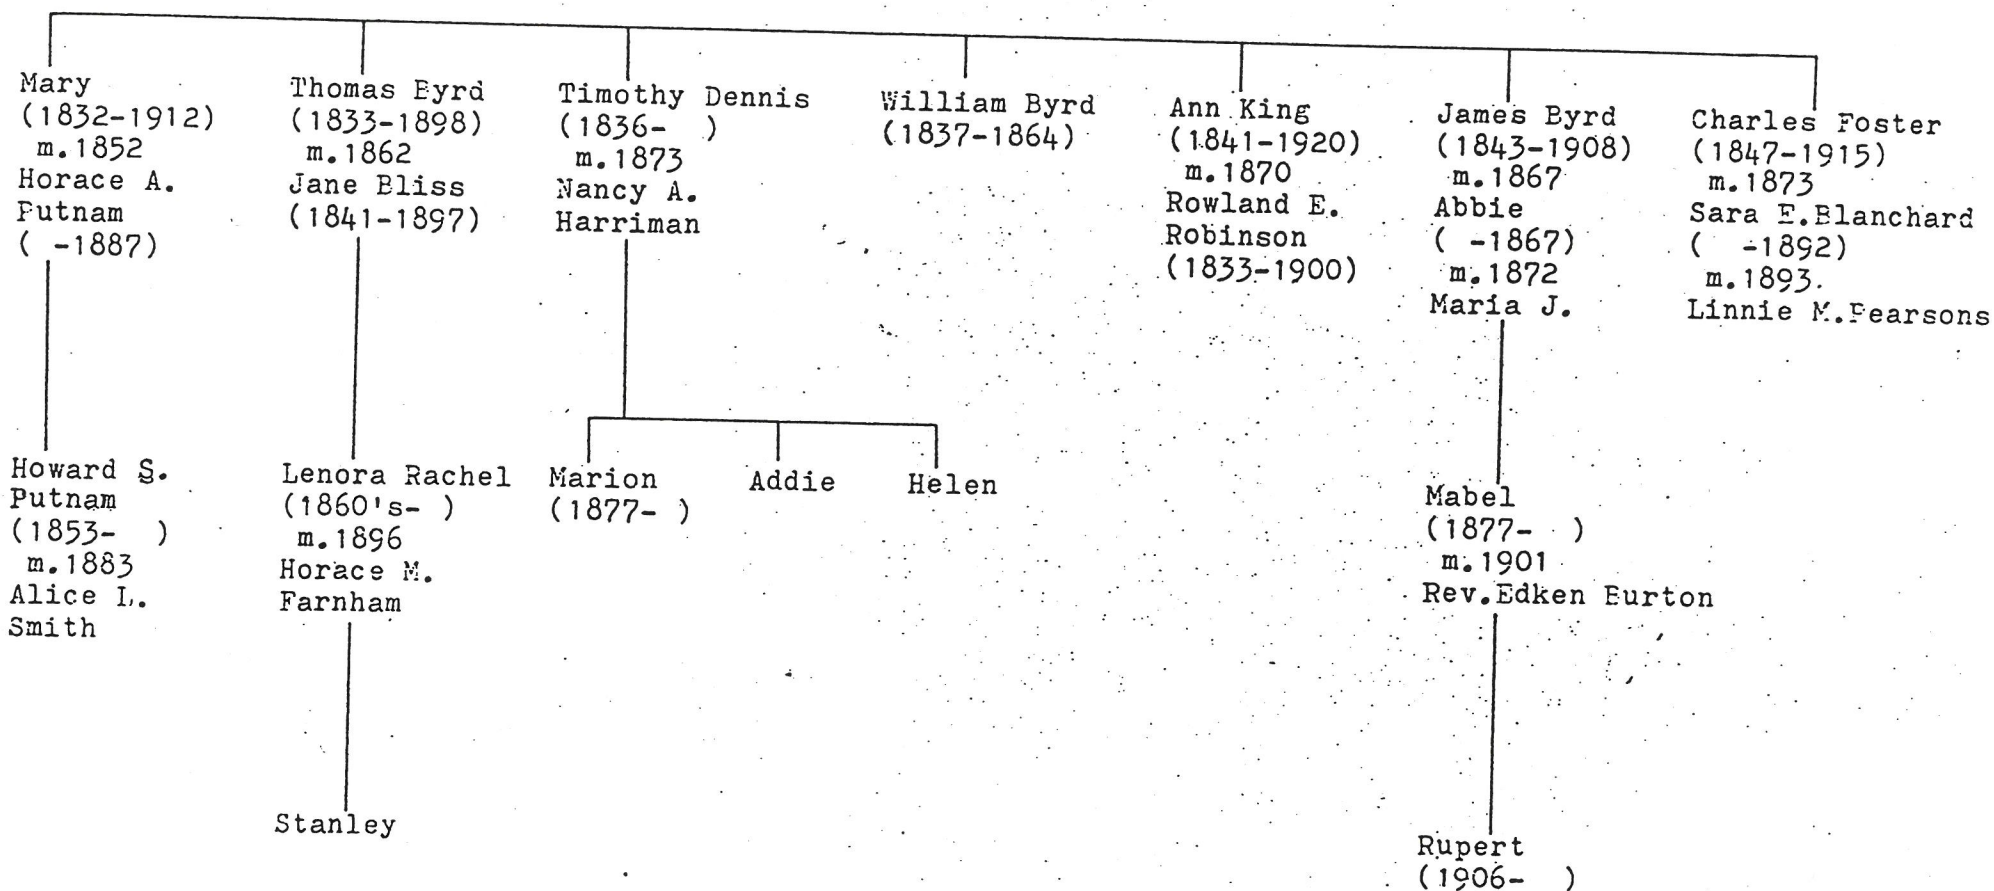 Mary
(1832-1912)
m.1852
Horace A.
Putnam
( -1887)
Thomas Byrd
(1833-1898)
m.1862
Jane Bliss
(1841-1897)
Timothy Dennis
(1836- )
m.1873
Nancy A.
Harriman
William Byrd
(1837-1864)
Ann King
(1841-1920)
m.1870
Rowland E.
Robinson
(1833-1900)
James Byrd
(1843-1908)
m.1867
Abbie
( -1867)
m.1872
Maria J.
Charles Foster
(1847-1915)
m.1873
Sara E.Blanchard
( -1892)
m.1893.
Linnie M.Pearsons
Howard S.
Putnam
(1853- )
m.1883
Alice L.
Smith
Lenora Rachel
(1860's- )
m.1896
Horace M.
Farnham
Marion
(1877- )
Addie
Helen
Mabel
(1877- )
m.1901
Rev.Edken Burton
Stanley
Rupert
(1906- )